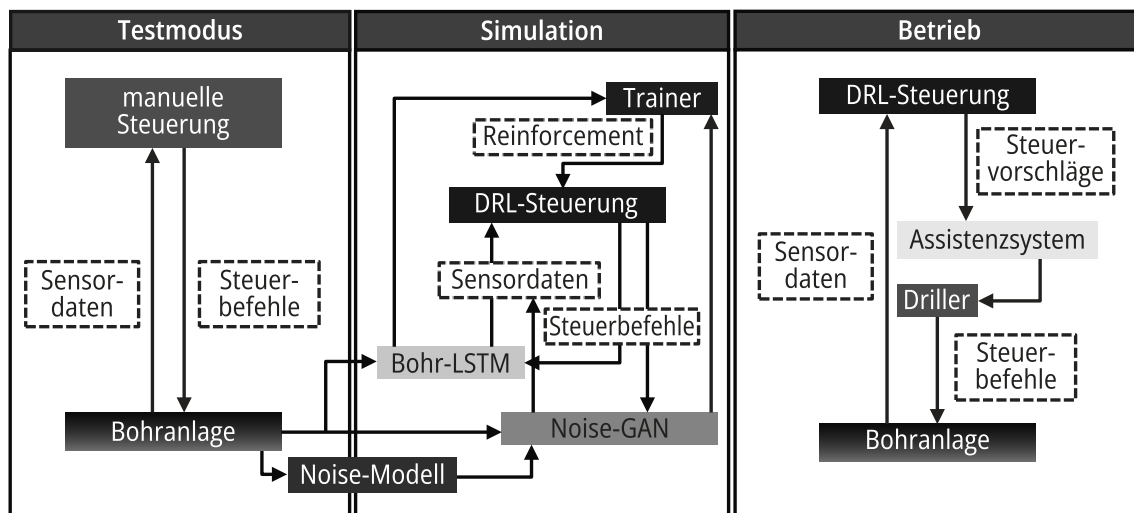 Testmodus
manuelle
Steuerung
Sensor-
daten
Steuer-
befehle
Bohranlage
Noise-Modell
Simulation
Trainer
Reinforcement
DRL-Steuerung
Sensordaten
Steuerbefehle
Bohr-LSTM
Noise-GAN
Betrieb
DRL-Steuerung
Steuer-
vorschläge
Assistenzsystem
Sensor-
daten
Driller
Steuer-
befehle
Bohranlage